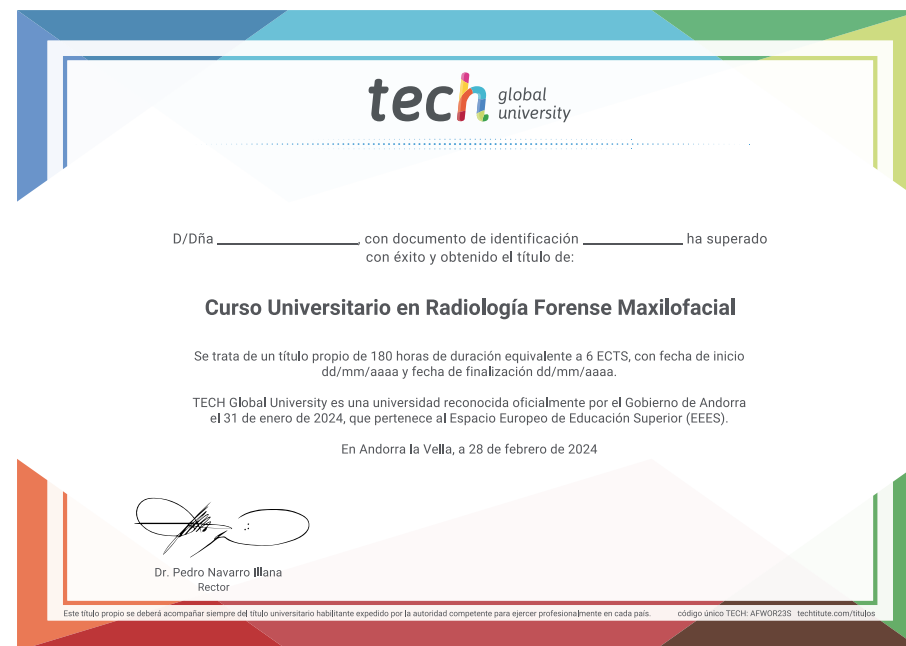 tech global university
D/Dña ____________________, con documento de identificación ______________ ha superado
con éxito y obtenido el título de:
Curso Universitario en Radiología Forense Maxilofacial
Se trata de un título propio de 180 horas de duración equivalente a 6 ECTS, con fecha de inicio
dd/mm/aaaa y fecha de finalización dd/mm/aaaa.
TECH Global University es una universidad reconocida oficialmente por el Gobierno de Andorra
el 31 de enero de 2024, que pertenece al Espacio Europeo de Educación Superior (EEES).
En Andorra la Vella, a 28 de febrero de 2024
Dr. Pedro Navarro Illana
Rector
Este título propio se deberá acompañar siempre del título universitario habilitante expedido por la autoridad competente para ejercer profesionalmente en cada país. código único TECH: AFWOR23S techtitute.com/titulos